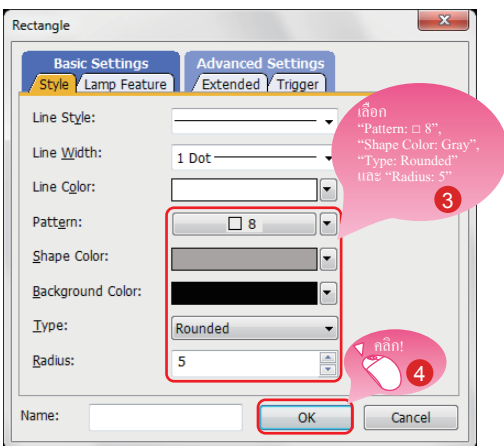 Rectangle
Basic Settings
Advanced Settings
Style
Lamp Feature
Extended
Trigger
Line Style:
Line Width:
1 Dot
Line Color:
Pattern:
□ 8
Shape Color:
Background Color:
Type:
Rounded
Radius:
5
เลือก
“Pattern: □ 8”,
“Shape Color: Gray”,
“Type: Rounded”
และ “Radius: 5”
3
คลิก!
4
Name:
OK
Cancel